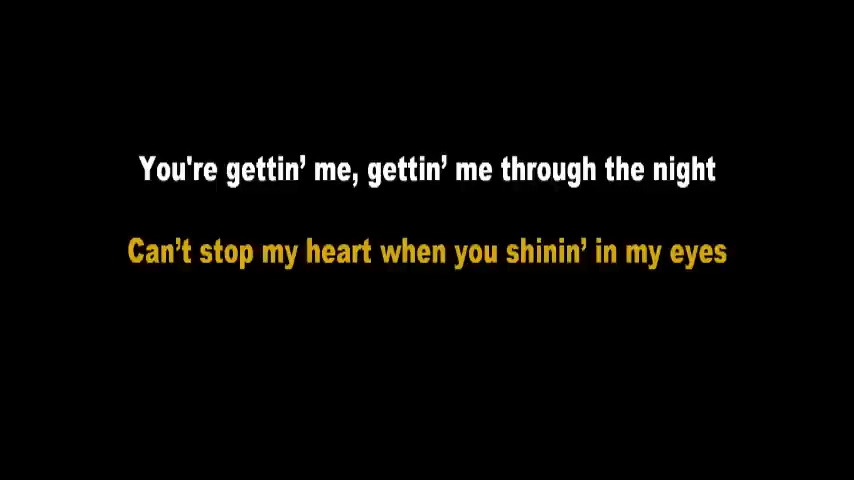 You're gettin’ me, gettin’ me through the night
Can’t stop my heart when you shinin’ in my eyes